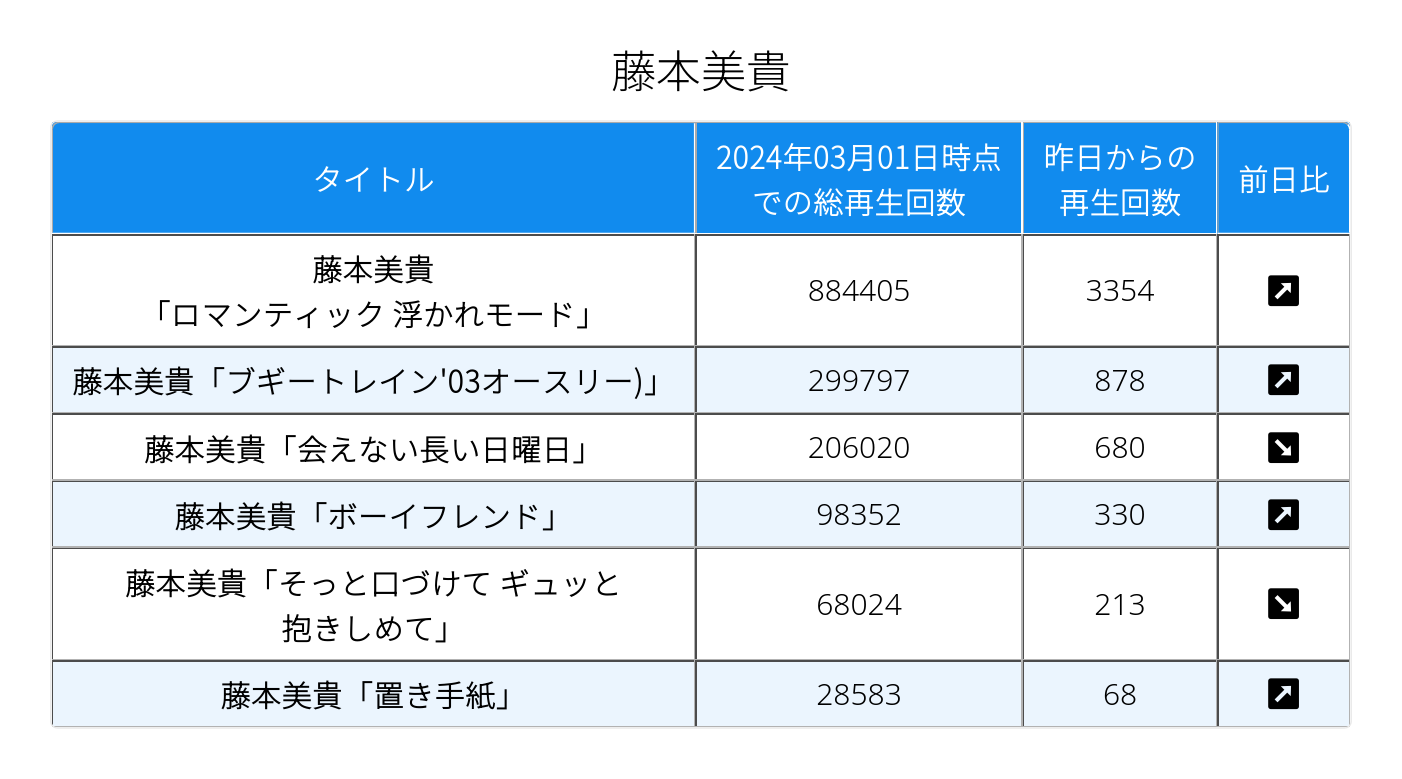 藤本美貴
タイトル
2024年03月01日時点
での総再生回数
昨日からの
再生回数
前日比
藤本美貴
「ロマンティック 浮かれモード」
884405
3354
藤本美貴「ブギートレイン'03オースリー)」
299797
878
藤本美貴「会えない長い日曜日」
206020
680
藤本美貴「ボーイフレンド」
98352
330
藤本美貴「そっと口づけて ギュッと
抱きしめて」
68024
213
藤本美貴「置き手紙」
28583
68